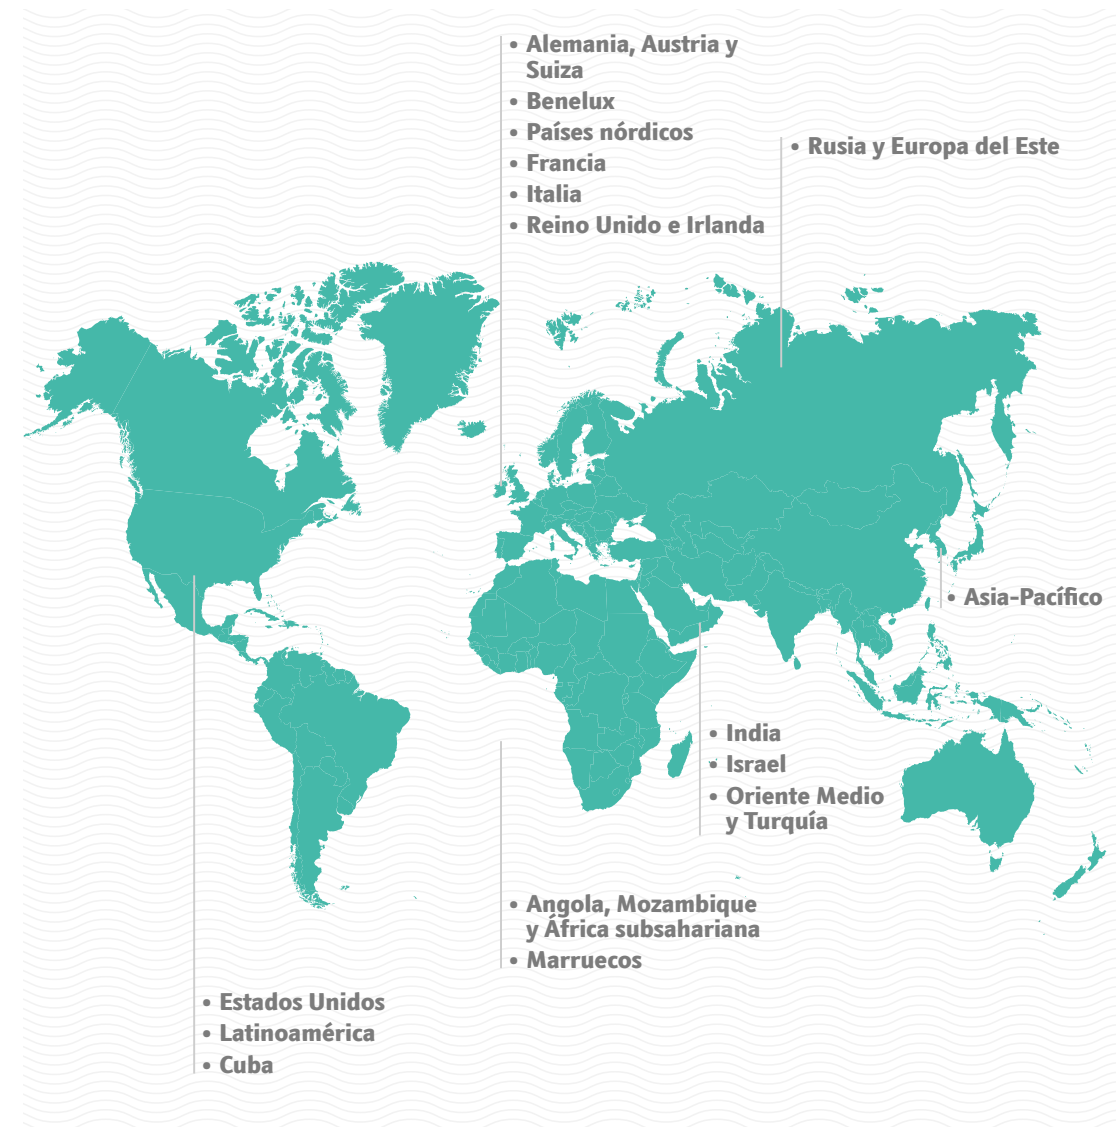 • Alemania, Austria y
Suiza
• Benelux
• Países nórdicos
• Francia
• Italia
• Reino Unido e Irlanda
• Rusia y Europa del Este
• Asia-Pacífico
• India
• Israel
• Oriente Medio
y Turquía
• Angola, Mozambique
y África subsahariana
• Marruecos
• Estados Unidos
• Latinoamérica
• Cuba